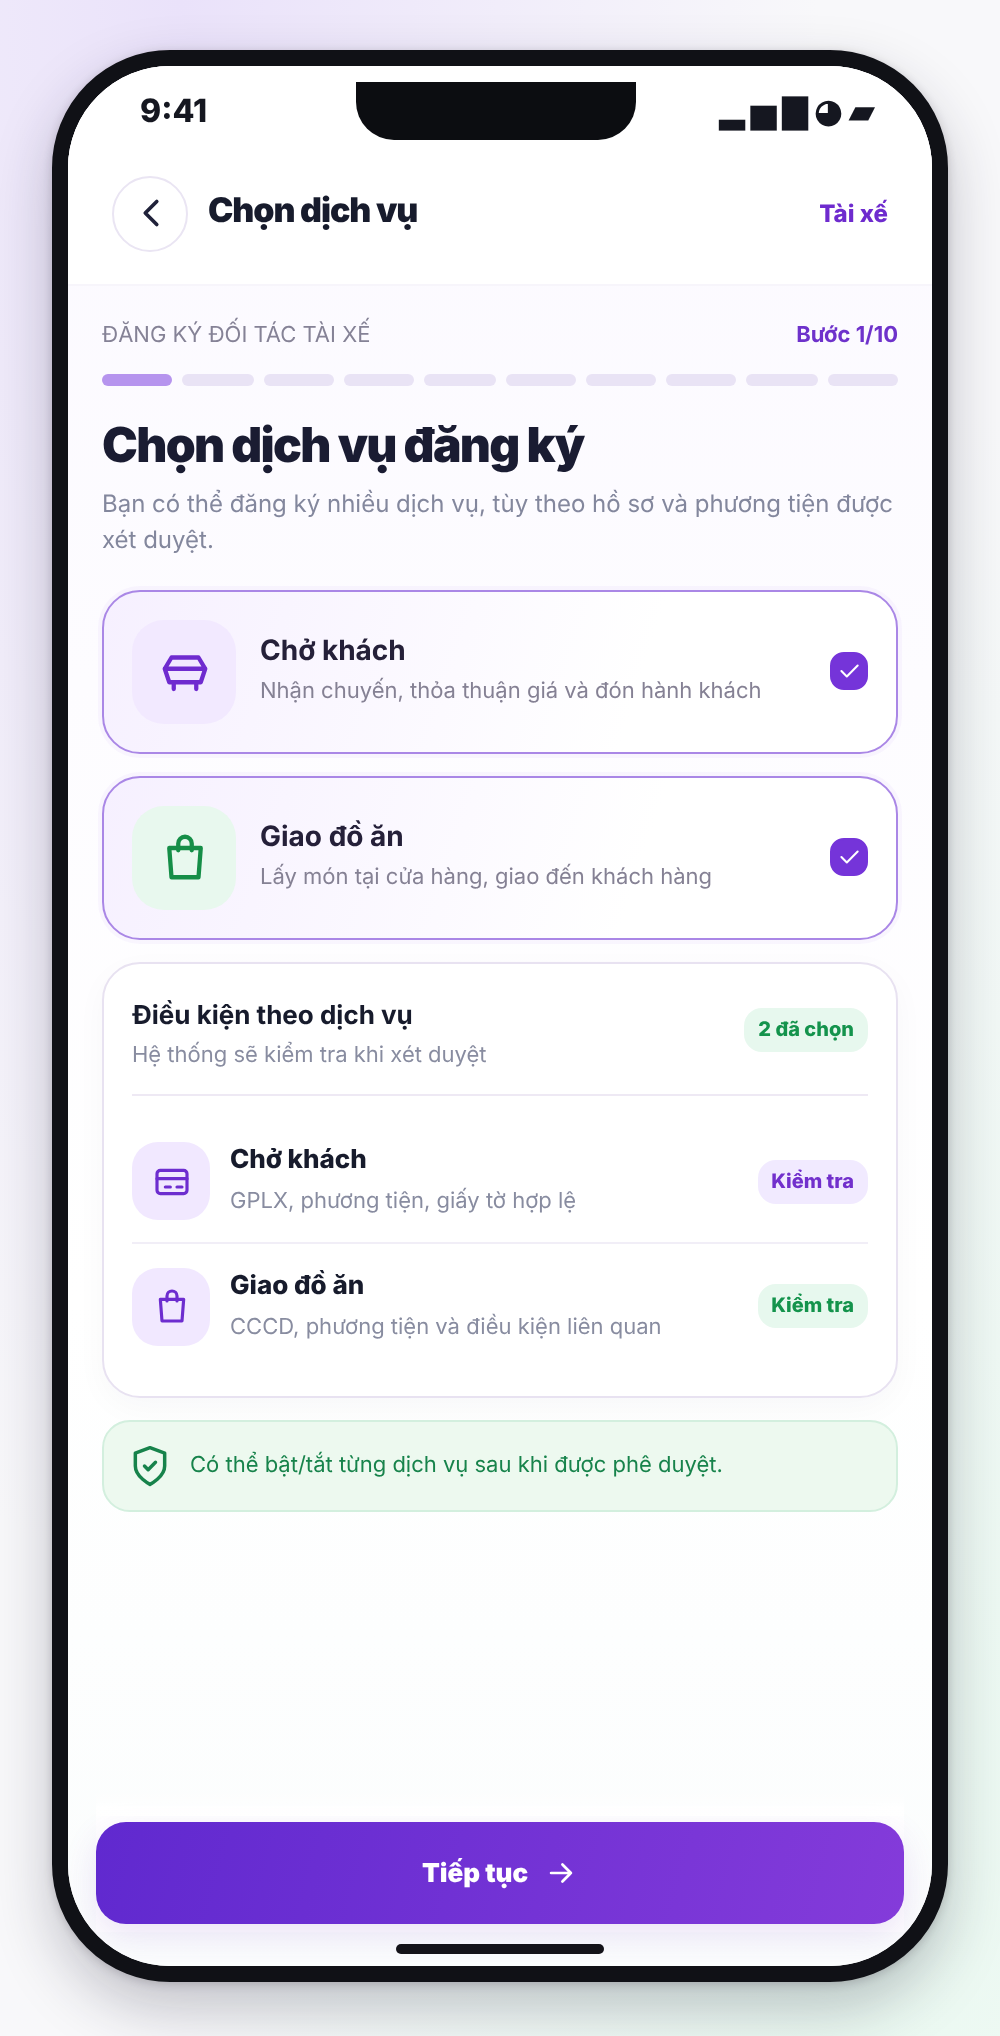 9:41
Chọn dịch vụ
Tài xế
ĐĂNG KÝ ĐỐI TÁC TÀI XẾ
Bước 1/10
Chọn dịch vụ đăng ký
Bạn có thể đăng ký nhiều dịch vụ, tùy theo hồ sơ và phương tiện được
xét duyệt.
Chở khách
Nhận chuyến, thỏa thuận giá và đón hành khách
Giao đồ ăn
Lấy món tại cửa hàng, giao đến khách hàng
Điều kiện theo dịch vụ
Hệ thống sẽ kiểm tra khi xét duyệt
2 đã chọn
Chở khách
GPLX, phương tiện, giấy tờ hợp lệ
Kiểm tra
Giao đồ ăn
CCCD, phương tiện và điều kiện liên quan
Kiểm tra
Có thể bật/tắt từng dịch vụ sau khi được phê duyệt.
Tiếp tục